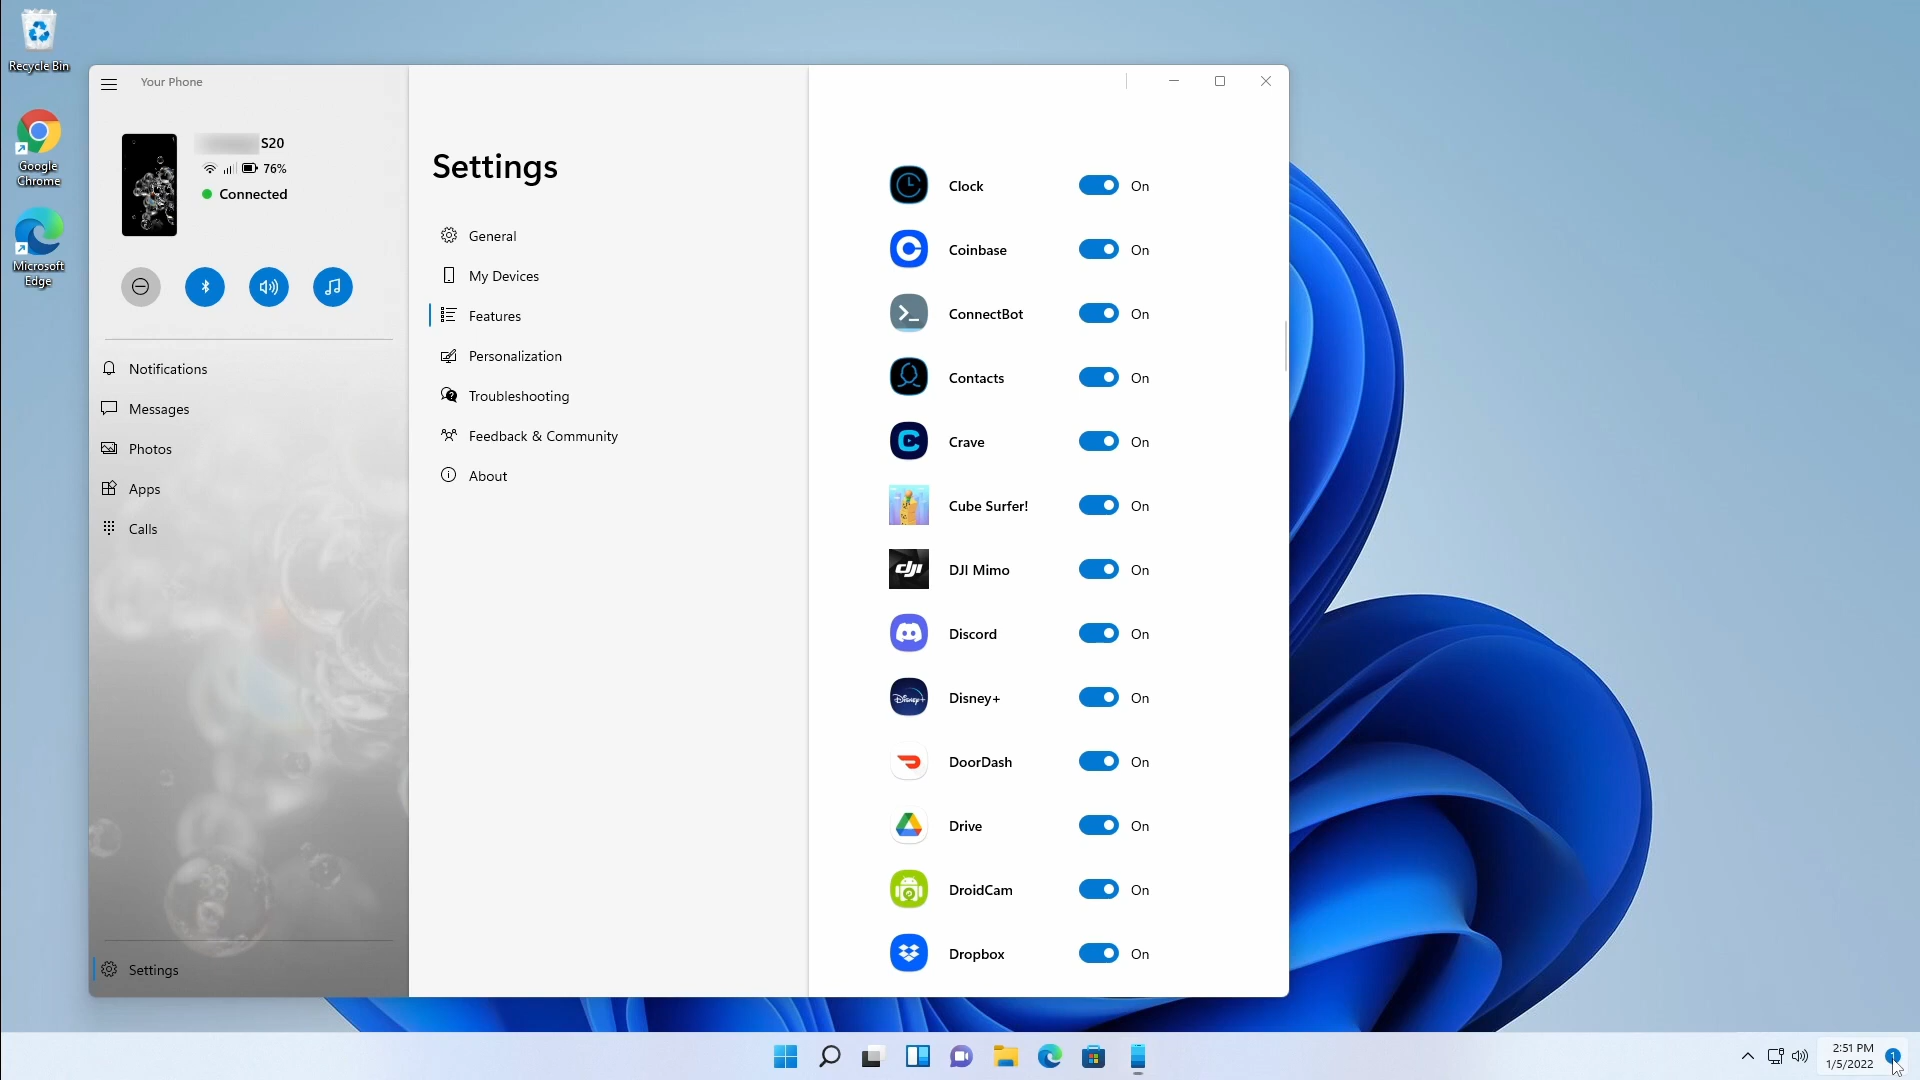 Recycle Bin
Google
Chrome
Microsoft
Edge
Your Phone
S20
76%
Connected
Notifications
Messages
Photos
Apps
Calls
Settings
Settings
General
My Devices
Features
Personalization
Troubleshooting
Feedback & Community
About
Clock On
Coinbase On
ConnectBot On
Contacts On
Crave On
Cube Surfer! On
dji
DJI Mimo On
Discord On
Disney+
Disney+ On
DoorDash On
Drive On
DroidCam On
Dropbox On
2:51 PM
1/5/2022